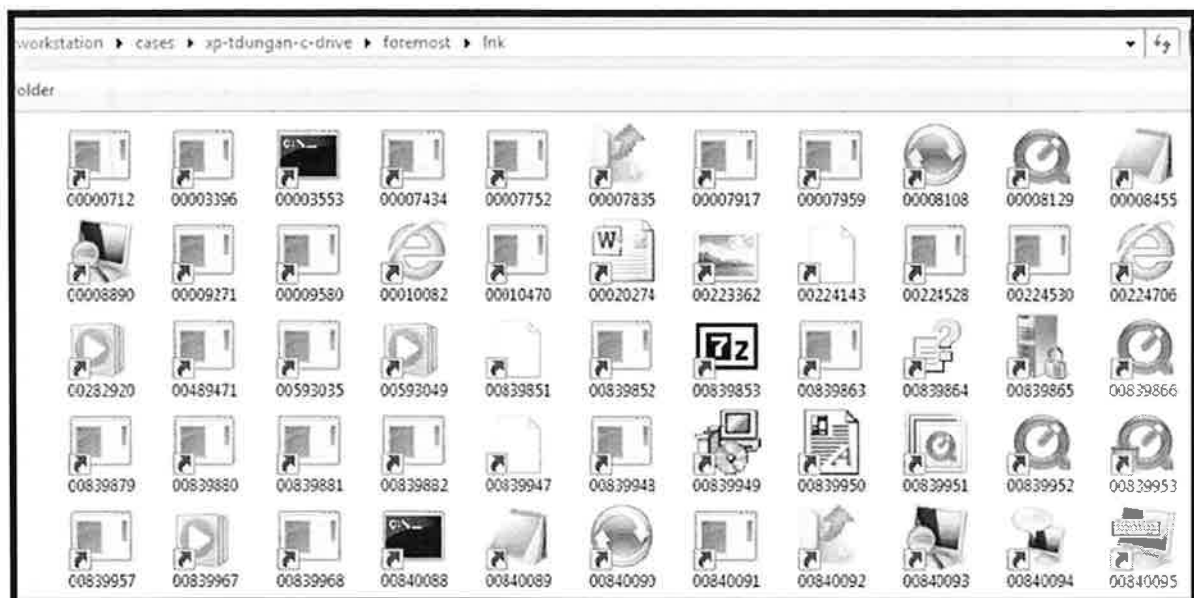 workstation ▸ cases ▸ xp-tdungan-c-drive ▸ foremost ▸ lnk
older
00000712 00003396 00003553 00007434 00007752 00007835 00007917 00007959 00008108 00008129 00008455
00008890 00009271 00009580 00010082 00010470 00020274 00223362 00224143 00224528 00224530 00224706
00282920 00489471 00593035 00593049 00839851 00839852 00839853 00839863 00839864 00839865 00839866
00839879 00839880 00839881 00839882 00839947 00839948 00839949 00839950 00839951 00839952 00839953
00839957 00839967 00839968 00840088 00840089 00840090 00840091 00840092 00840093 00840094 00840095